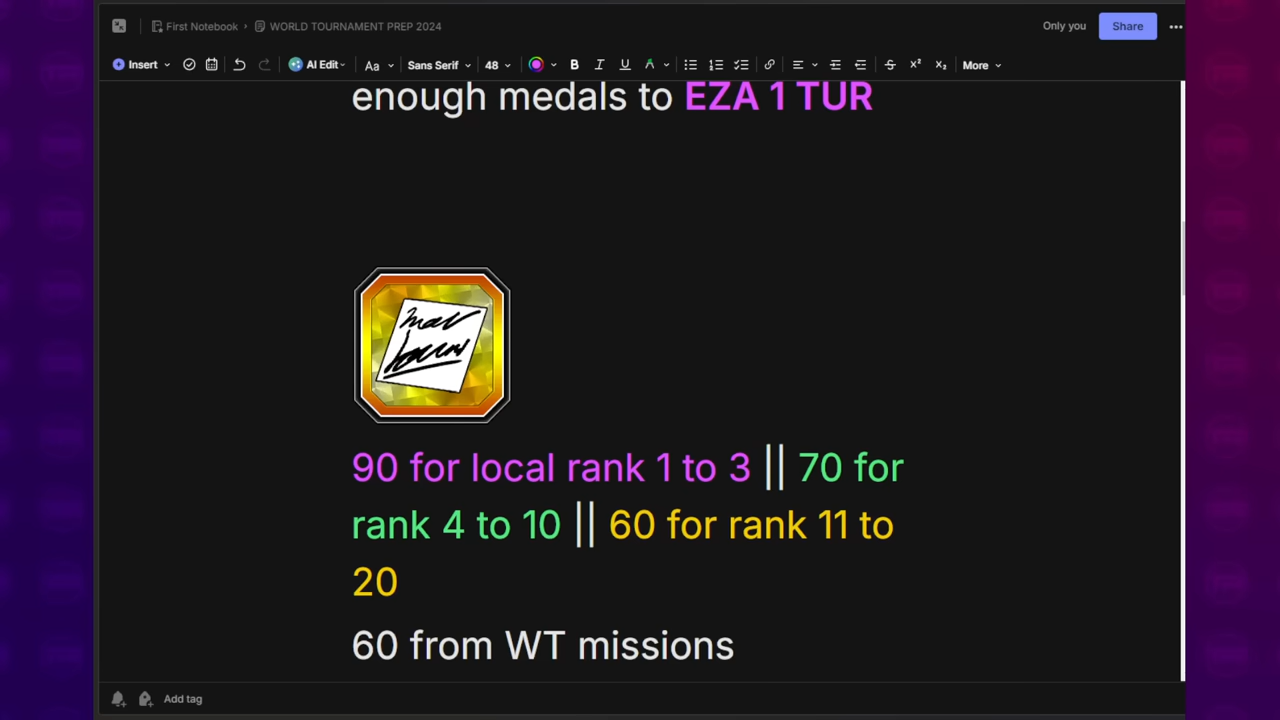 First Notebook › WORLD TOURNAMENT PREP 2024 Only you Share
Insert AI Edit Aa Sans Serif 48 B I U A S X² X₂ More
enough medals to EZA 1 TUR
90 for local rank 1 to 3 || 70 for
rank 4 to 10 || 60 for rank 11 to
20
60 from WT missions
Add tag